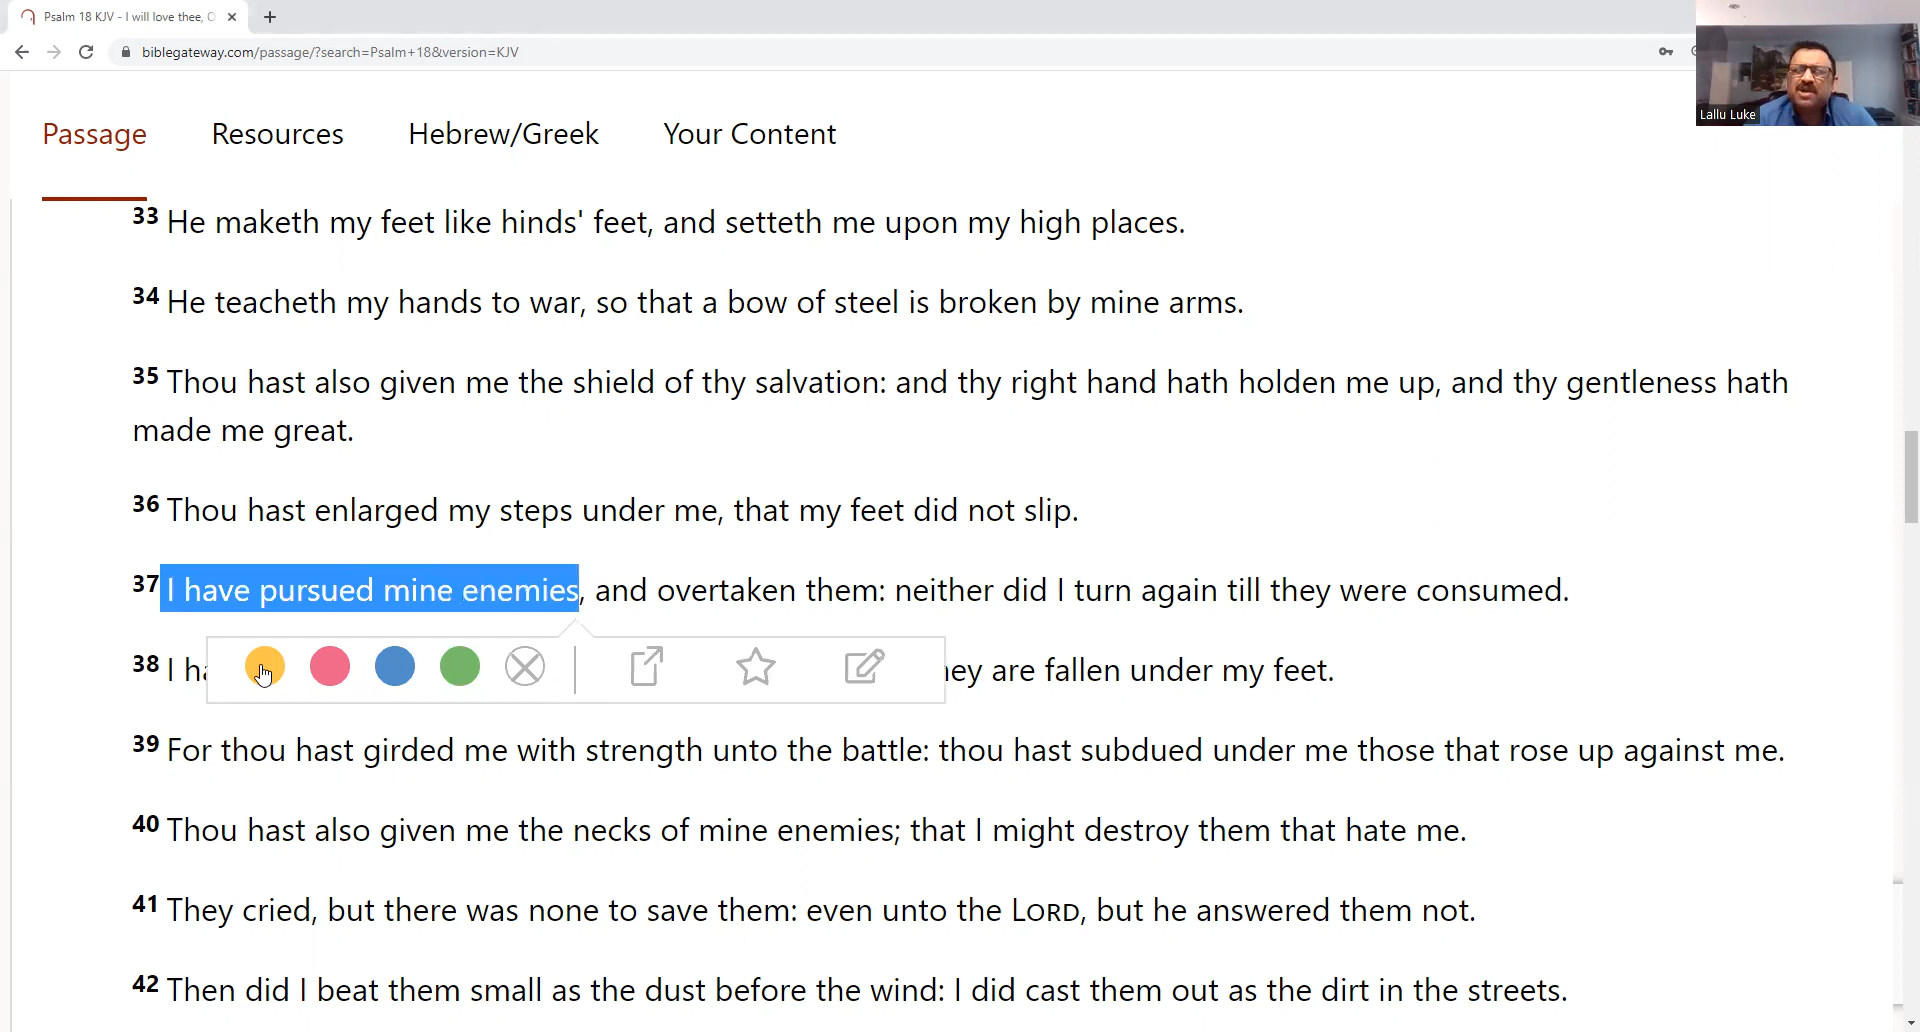 Psalm 18 KJV - I will love thee, O
biblegateway.com/passage/?search=Psalm+18&version=KJV
Lallu Luke
Passage Resources Hebrew/Greek Your Content
33 He maketh my feet like hinds' feet, and setteth me upon my high places.
34 He teacheth my hands to war, so that a bow of steel is broken by mine arms.
35 Thou hast also given me the shield of thy salvation: and thy right hand hath holden me up, and thy gentleness hath
made me great.
36 Thou hast enlarged my steps under me, that my feet did not slip.
37 I have pursued mine enemies, and overtaken them: neither did I turn again till they were consumed.
38 I ha ey are fallen under my feet.
39 For thou hast girded me with strength unto the battle: thou hast subdued under me those that rose up against me.
40 Thou hast also given me the necks of mine enemies; that I might destroy them that hate me.
41 They cried, but there was none to save them: even unto the LORD, but he answered them not.
42 Then did I beat them small as the dust before the wind: I did cast them out as the dirt in the streets.